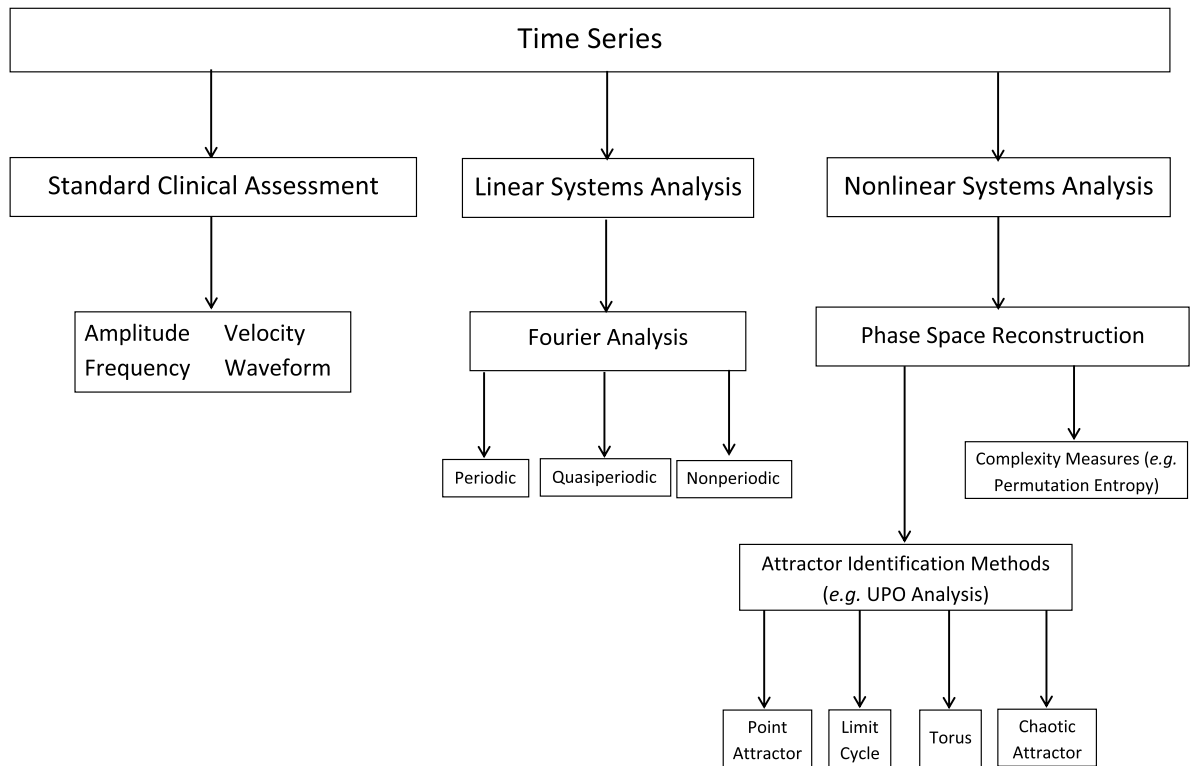 Time Series
Standard Clinical Assessment
Linear Systems Analysis
Nonlinear Systems Analysis
Amplitude Velocity
Frequency Waveform
Fourier Analysis
Phase Space Reconstruction
Periodic
Quasiperiodic
Nonperiodic
Complexity Measures (e.g.
Permutation Entropy)
Attractor Identification Methods
(e.g. UPO Analysis)
Point
Attractor
Limit
Cycle
Torus
Chaotic
Attractor